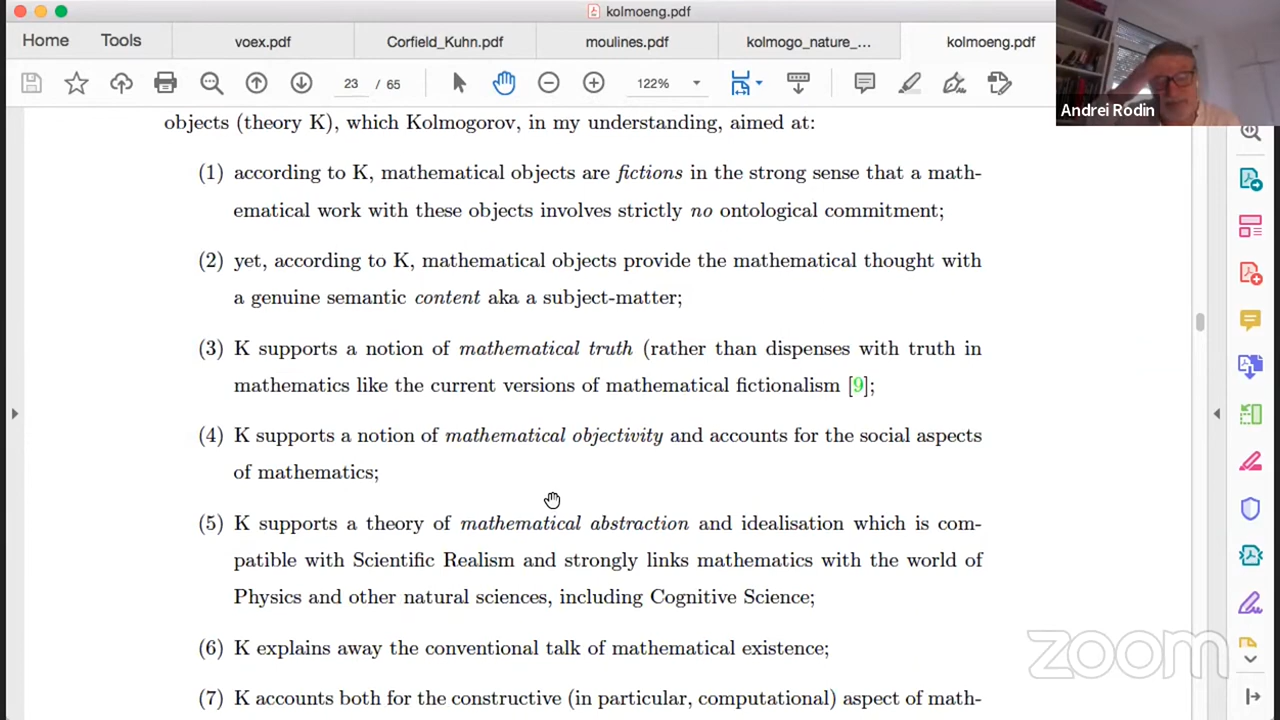 kolmoeng.pdf
Home Tools voex.pdf Corfield_Kuhn.pdf moulines.pdf kolmogo_nature_... kolmoeng.pdf
23 / 65 122%
Andrei Rodin
objects (theory K), which Kolmogorov, in my understanding, aimed at:
(1) according to K, mathematical objects are fictions in the strong sense that a math-
ematical work with these objects involves strictly no ontological commitment;
(2) yet, according to K, mathematical objects provide the mathematical thought with
a genuine semantic content aka a subject-matter;
(3) K supports a notion of mathematical truth (rather than dispenses with truth in
mathematics like the current versions of mathematical fictionalism [9];
(4) K supports a notion of mathematical objectivity and accounts for the social aspects
of mathematics;
(5) K supports a theory of mathematical abstraction and idealisation which is com-
patible with Scientific Realism and strongly links mathematics with the world of
Physics and other natural sciences, including Cognitive Science;
(6) K explains away the conventional talk of mathematical existence;
(7) K accounts both for the constructive (in particular, computational) aspect of math-
zoom